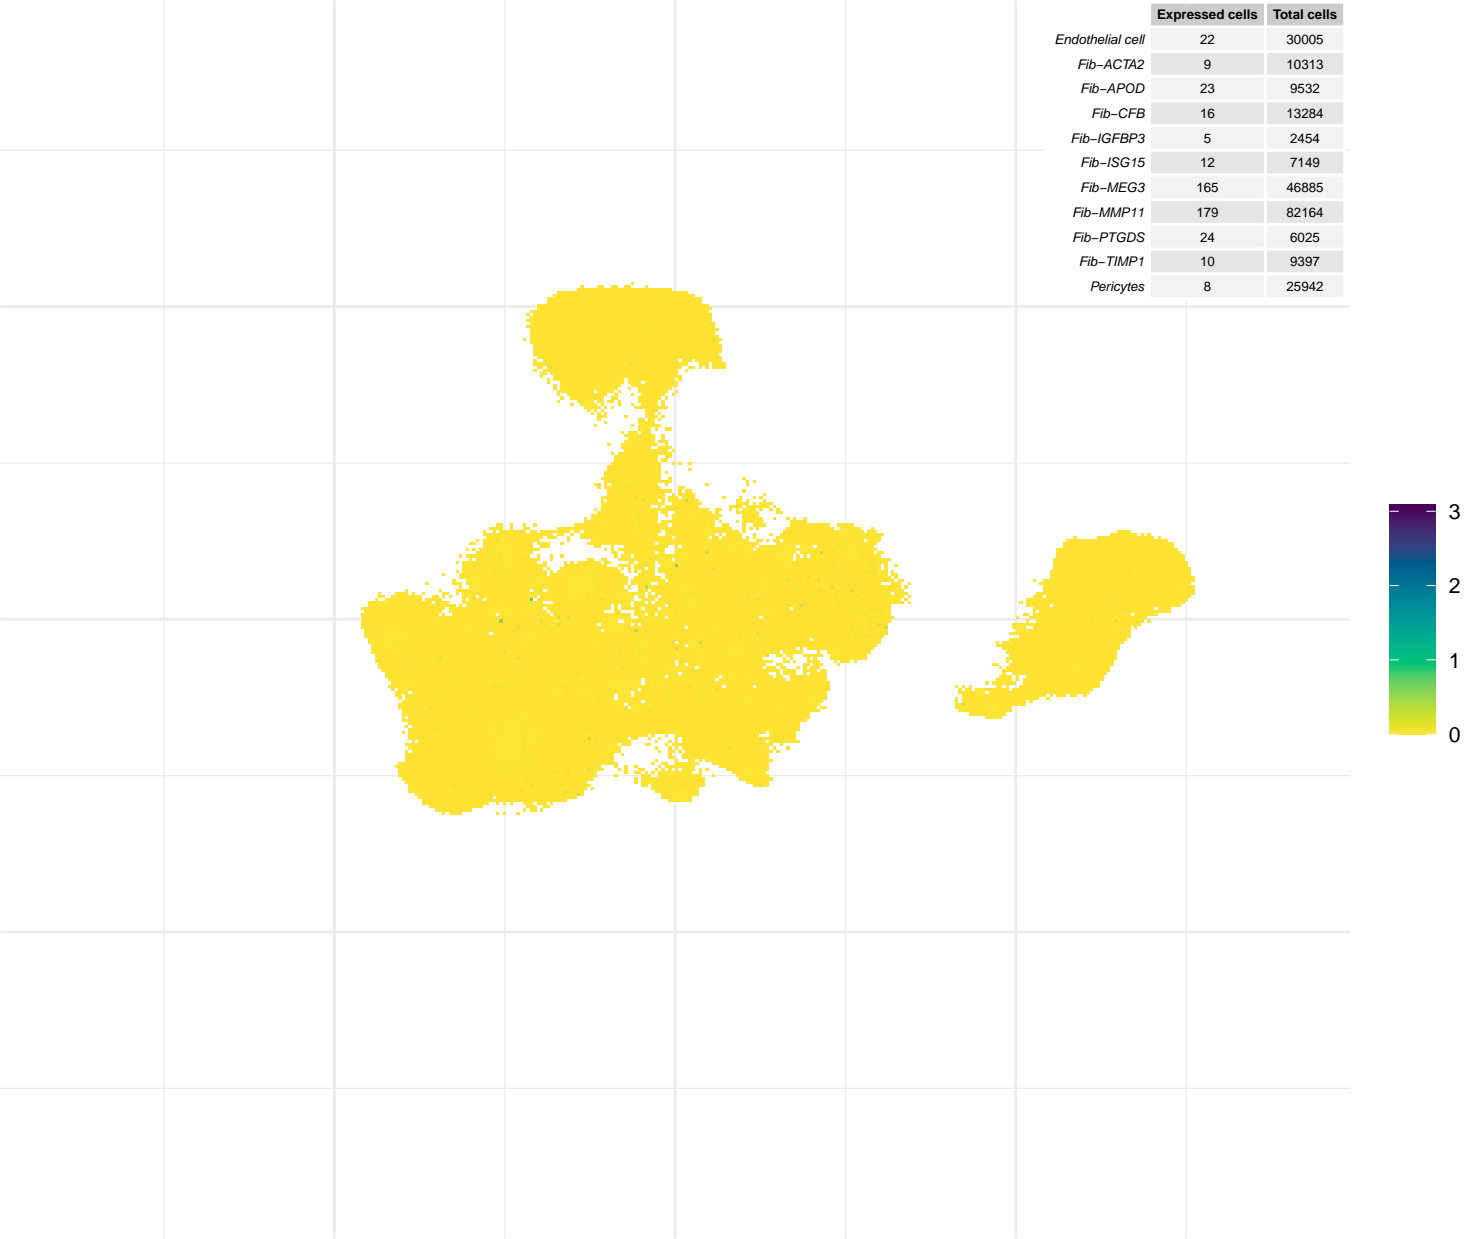 Expressed cells Total cells
Endothelial cell 22 30005
Fib−ACTA2 9 10313
Fib−APOD 23 9532
Fib−CFB 16 13284
Fib−IGFBP3 5 2454
Fib−ISG15 12 7149
Fib−MEG3 165 46885
Fib−MMP11 179 82164
Fib−PTGDS 24 6025
Fib−TIMP1 10 9397
Pericytes 8 25942
3
2
1
0